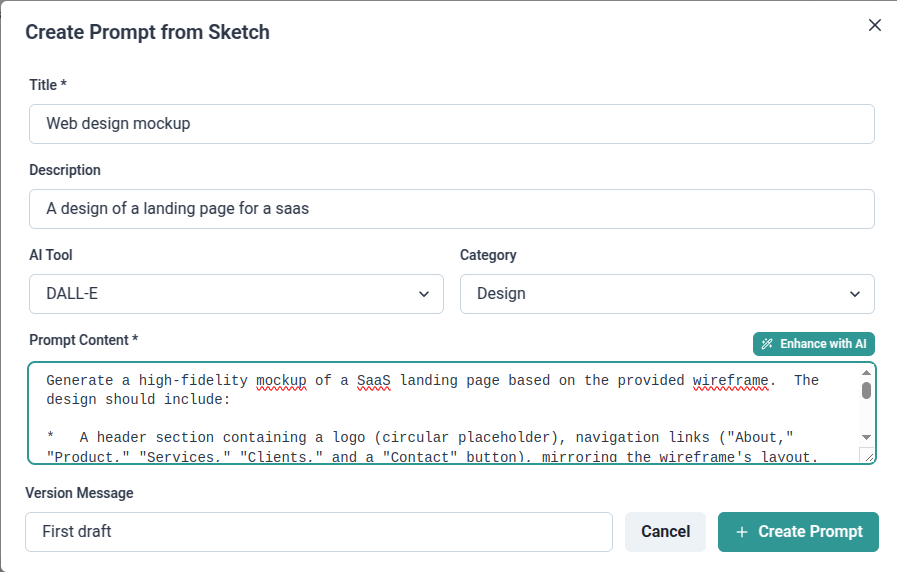 Create Prompt from Sketch
Title *
Web design mockup
Description
A design of a landing page for a saas
AI Tool
Category
DALL-E
Design
Prompt Content *
Enhance with AI
Generate a high-fidelity mockup of a SaaS landing page based on the provided wireframe.  The
design should include:
*   A header section containing a logo (circular placeholder), navigation links ("About,"
"Product," "Services," "Clients," and a "Contact" button), mirroring the wireframe's layout.
Version Message
First draft
Cancel
+ Create Prompt